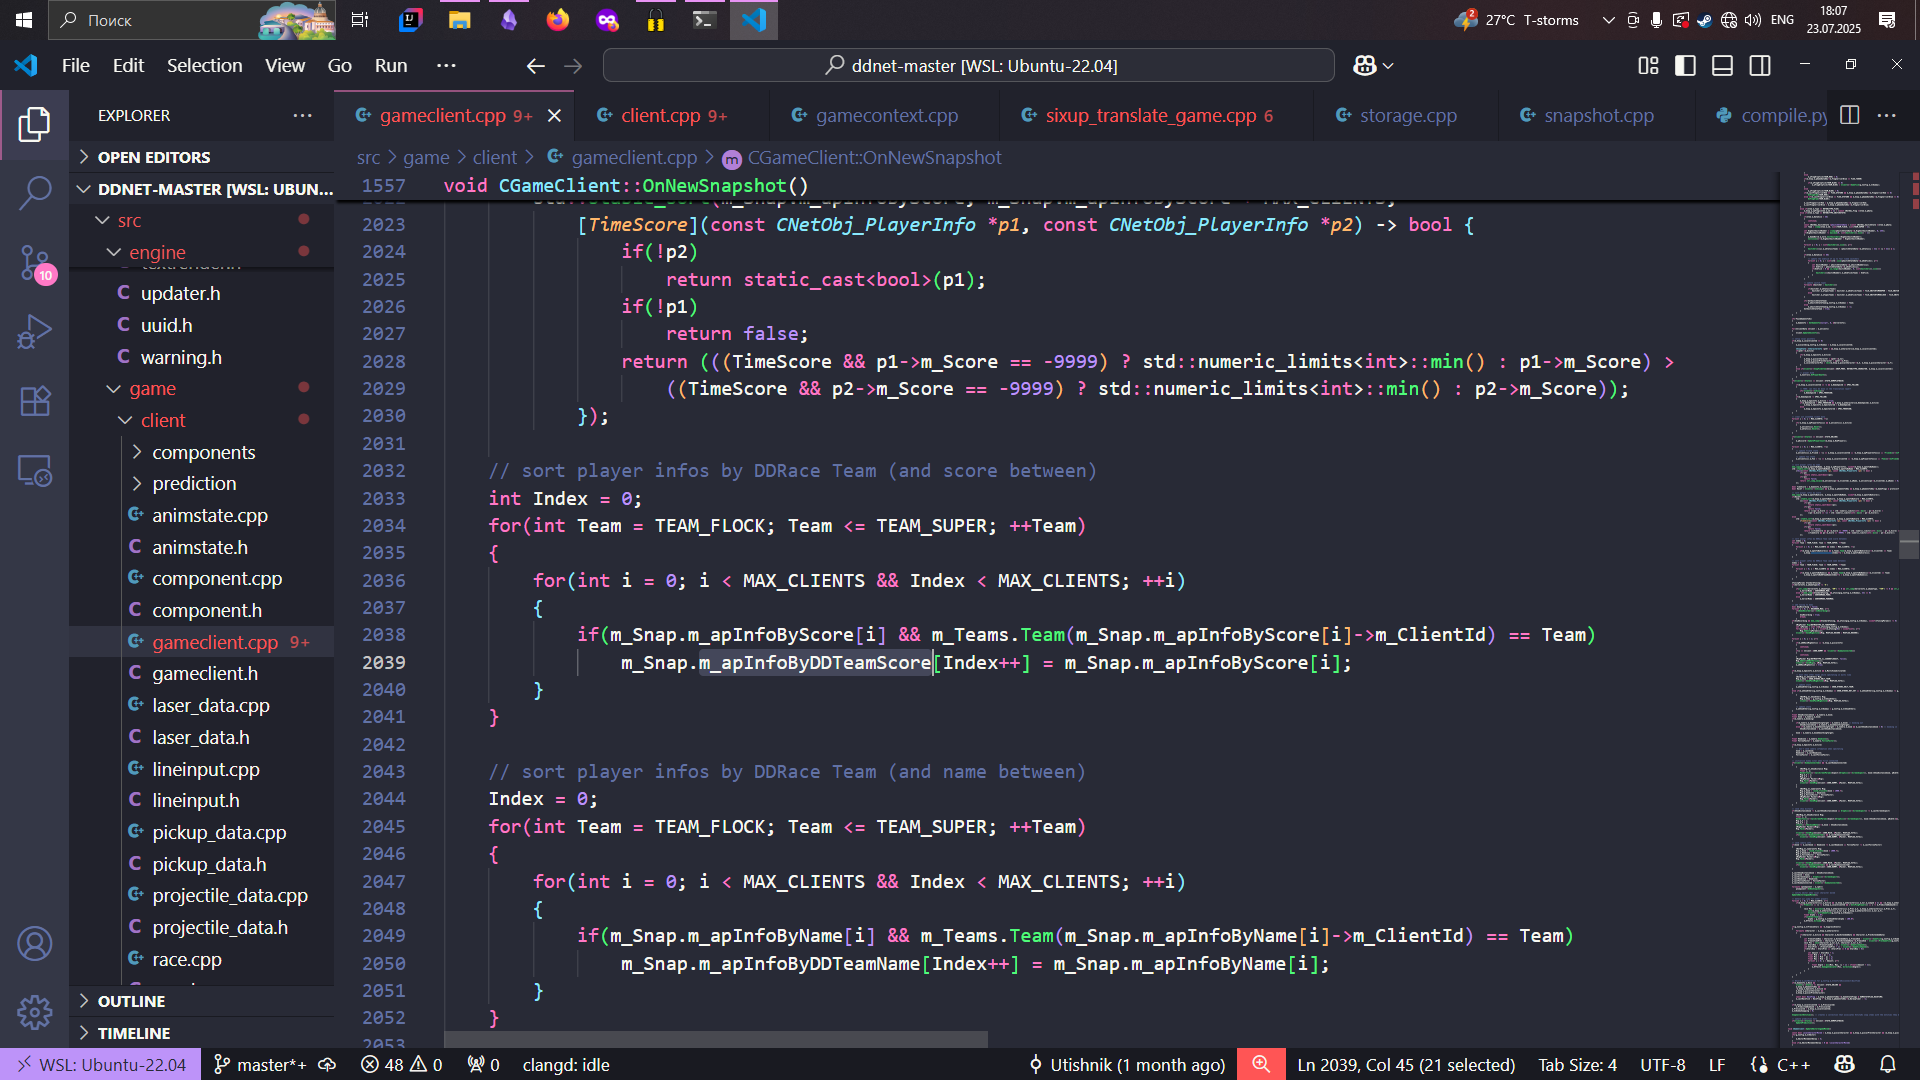 Поиск
27°C T-storms
ENG
18:07
23.07.2025
File Edit Selection View Go Run ···
ddnet-master [WSL: Ubuntu-22.04]
EXPLORER
gameclient.cpp 9+
client.cpp 9+
gamecontext.cpp
sixup_translate_game.cpp 6
storage.cpp
snapshot.cpp
compile.py
OPEN EDITORS
DDNET-MASTER [WSL: UBUN...
src
engine
updater.h
uuid.h
warning.h
game
client
components
prediction
animstate.cpp
animstate.h
component.cpp
component.h
gameclient.cpp 9+
gameclient.h
laser_data.cpp
laser_data.h
lineinput.cpp
lineinput.h
pickup_data.cpp
pickup_data.h
projectile_data.cpp
projectile_data.h
race.cpp
OUTLINE
TIMELINE
10
src > game > client > gameclient.cpp > CGameClient::OnNewSnapshot
1557 void CGameClient::OnNewSnapshot()
2023 [TimeScore](const CNetObj_PlayerInfo *p1, const CNetObj_PlayerInfo *p2) -> bool {
2024 if(!p2)
2025 return static_cast<bool>(p1);
2026 if(!p1)
2027 return false;
2028 return (((TimeScore && p1->m_Score == -9999) ? std::numeric_limits<int>::min() : p1->m_Score) >
2029 ((TimeScore && p2->m_Score == -9999) ? std::numeric_limits<int>::min() : p2->m_Score));
2030 });
2031
2032 // sort player infos by DDRace Team (and score between)
2033 int Index = 0;
2034 for(int Team = TEAM_FLOCK; Team <= TEAM_SUPER; ++Team)
2035 {
2036 for(int i = 0; i < MAX_CLIENTS && Index < MAX_CLIENTS; ++i)
2037 {
2038 if(m_Snap.m_apInfoByScore[i] && m_Teams.Team(m_Snap.m_apInfoByScore[i]->m_ClientId) == Team)
2039 m_Snap.m_apInfoByDDTeamScore[Index++] = m_Snap.m_apInfoByScore[i];
2040 }
2041 }
2042
2043 // sort player infos by DDRace Team (and name between)
2044 Index = 0;
2045 for(int Team = TEAM_FLOCK; Team <= TEAM_SUPER; ++Team)
2046 {
2047 for(int i = 0; i < MAX_CLIENTS && Index < MAX_CLIENTS; ++i)
2048 {
2049 if(m_Snap.m_apInfoByName[i] && m_Teams.Team(m_Snap.m_apInfoByName[i]->m_ClientId) == Team)
2050 m_Snap.m_apInfoByDDTeamName[Index++] = m_Snap.m_apInfoByName[i];
2051 }
2052 }
2053
WSL: Ubuntu-22.04 master*+ 48 0 0 clangd: idle Utishnik (1 month ago) Ln 2039, Col 45 (21 selected) Tab Size: 4 UTF-8 LF {} C++